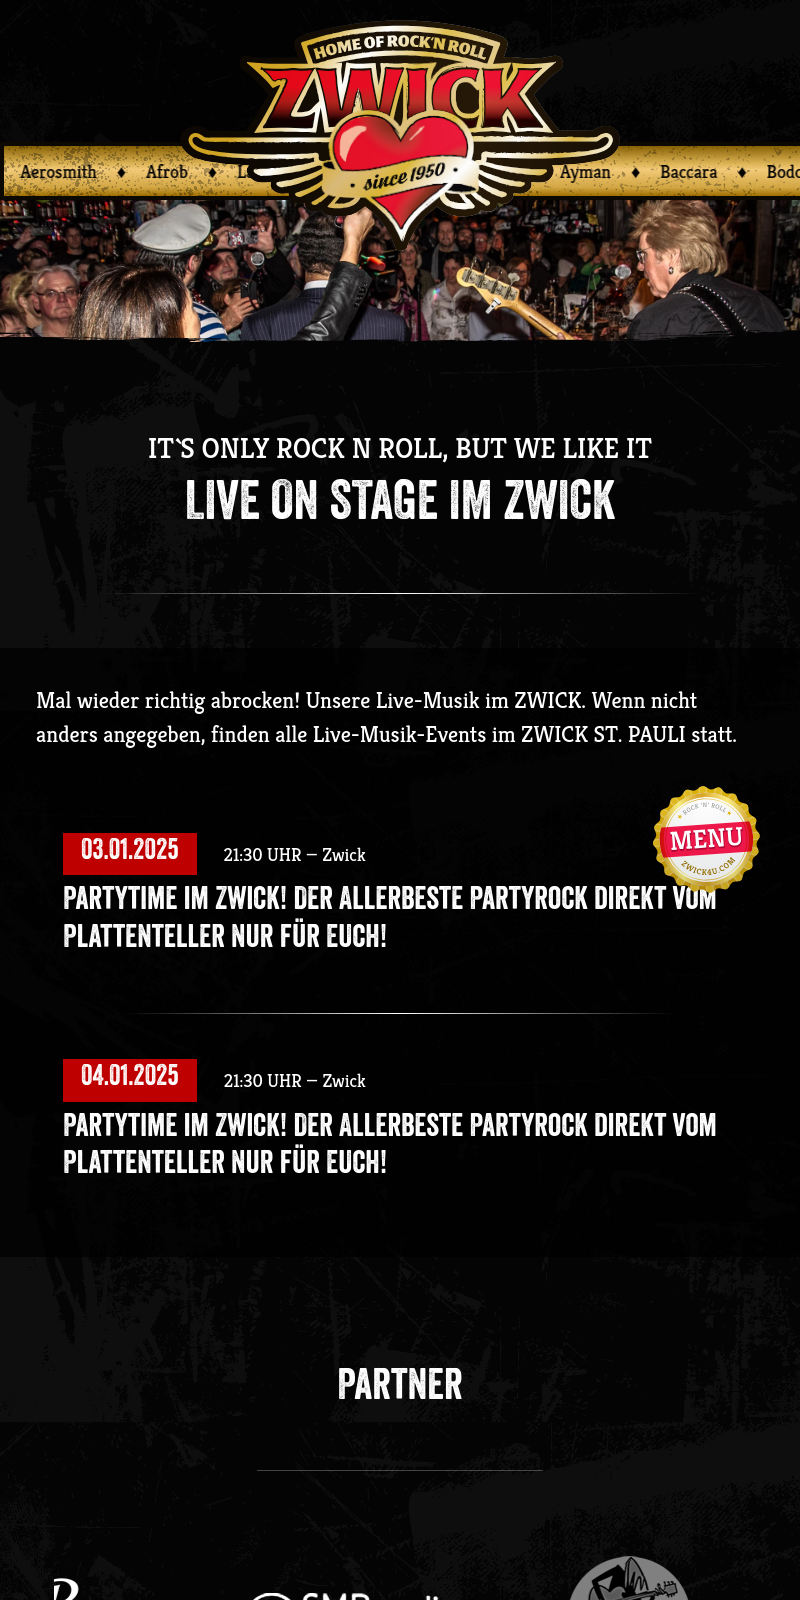 HOME OF ROCK'N ROLL
ZWICK
since 1950
Aerosmith ♦ Afrob ♦ Ayman ♦ Baccara ♦
IT`S ONLY ROCK N ROLL, BUT WE LIKE IT
LIVE ON STAGE IM ZWICK
Mal wieder richtig abrocken! Unsere Live-Musik im ZWICK. Wenn nicht
anders angegeben, finden alle Live-Musik-Events im ZWICK ST. PAULI statt.
ROCK 'N' ROLL
MENU
ZWICK4U.COM
03.01.2025 21:30 UHR – Zwick
PARTYTIME IM ZWICK! DER ALLERBESTE PARTYROCK DIREKT VOM
PLATTENTELLER NUR FÜR EUCH!
04.01.2025 21:30 UHR – Zwick
PARTYTIME IM ZWICK! DER ALLERBESTE PARTYROCK DIREKT VOM
PLATTENTELLER NUR FÜR EUCH!
PARTNER